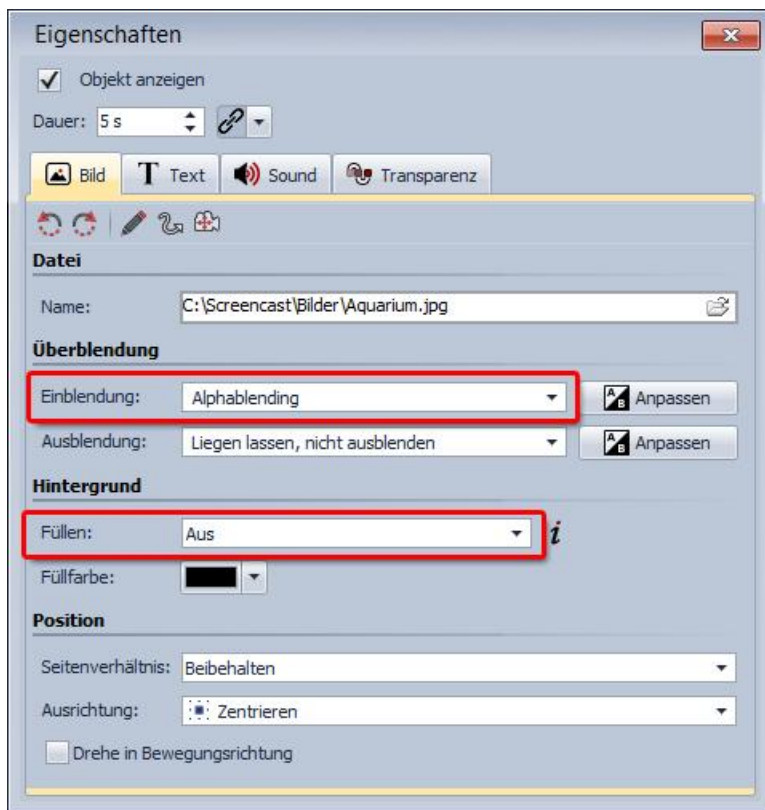 Eigenschaften
Objekt anzeigen
Dauer: 5 s
Bild T Text Sound Transparenz
Datei
Name: C:\Screencast\Bilder\Aquarium.jpg
Überblendung
Einblendung: Alphablending A B Anpassen
Ausblendung: Liegen lassen, nicht ausblenden A B Anpassen
Hintergrund
Füllen: Aus i
Füllfarbe:
Position
Seitenverhältnis: Beibehalten
Ausrichtung: Zentrieren
Drehe in Bewegungsrichtung